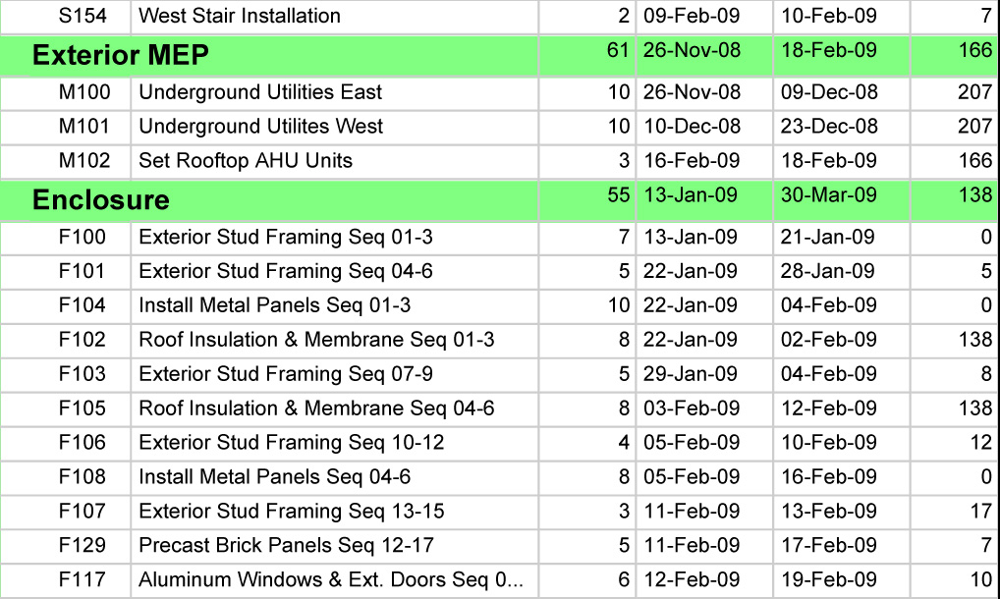 S154 West Stair Installation 2 09-Feb-09 10-Feb-09 7
Exterior MEP 61 26-Nov-08 18-Feb-09 166
M100 Underground Utilities East 10 26-Nov-08 09-Dec-08 207
M101 Underground Utilites West 10 10-Dec-08 23-Dec-08 207
M102 Set Rooftop AHU Units 3 16-Feb-09 18-Feb-09 166
Enclosure 55 13-Jan-09 30-Mar-09 138
F100 Exterior Stud Framing Seq 01-3 7 13-Jan-09 21-Jan-09 0
F101 Exterior Stud Framing Seq 04-6 5 22-Jan-09 28-Jan-09 5
F104 Install Metal Panels Seq 01-3 10 22-Jan-09 04-Feb-09 0
F102 Roof Insulation & Membrane Seq 01-3 8 22-Jan-09 02-Feb-09 138
F103 Exterior Stud Framing Seq 07-9 5 29-Jan-09 04-Feb-09 8
F105 Roof Insulation & Membrane Seq 04-6 8 03-Feb-09 12-Feb-09 138
F106 Exterior Stud Framing Seq 10-12 4 05-Feb-09 10-Feb-09 12
F108 Install Metal Panels Seq 04-6 8 05-Feb-09 16-Feb-09 0
F107 Exterior Stud Framing Seq 13-15 3 11-Feb-09 13-Feb-09 17
F129 Precast Brick Panels Seq 12-17 5 11-Feb-09 17-Feb-09 7
F117 Aluminum Windows & Ext. Doors Seq 0... 6 12-Feb-09 19-Feb-09 10